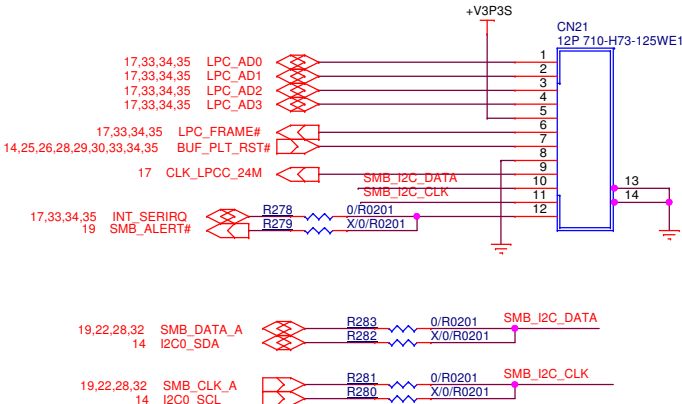 +V3P3S
CN21
12P 710-H73-125WE1
17,33,34,35 LPC_AD0 1
17,33,34,35 LPC_AD1 2
17,33,34,35 LPC_AD2 3
17,33,34,35 LPC_AD3 4
5
17,33,34,35 LPC_FRAME# 6
14,25,26,28,29,30,33,34,35 BUF_PLT_RST# 7
8
17 CLK_LPCC_24M 9
SMB_I2C_DATA 10 13
SMB_I2C_CLK 11 14
17,33,34,35 INT_SERIRQ R278 0/R0201 12
19 SMB_ALERT# R279 X/0/R0201
19,22,28,32 SMB_DATA_A R283 0/R0201 SMB_I2C_DATA
14 I2C0_SDA R282 X/0/R0201
19,22,28,32 SMB_CLK_A R281 0/R0201 SMB_I2C_CLK
14 I2C0_SCL R280 X/0/R0201